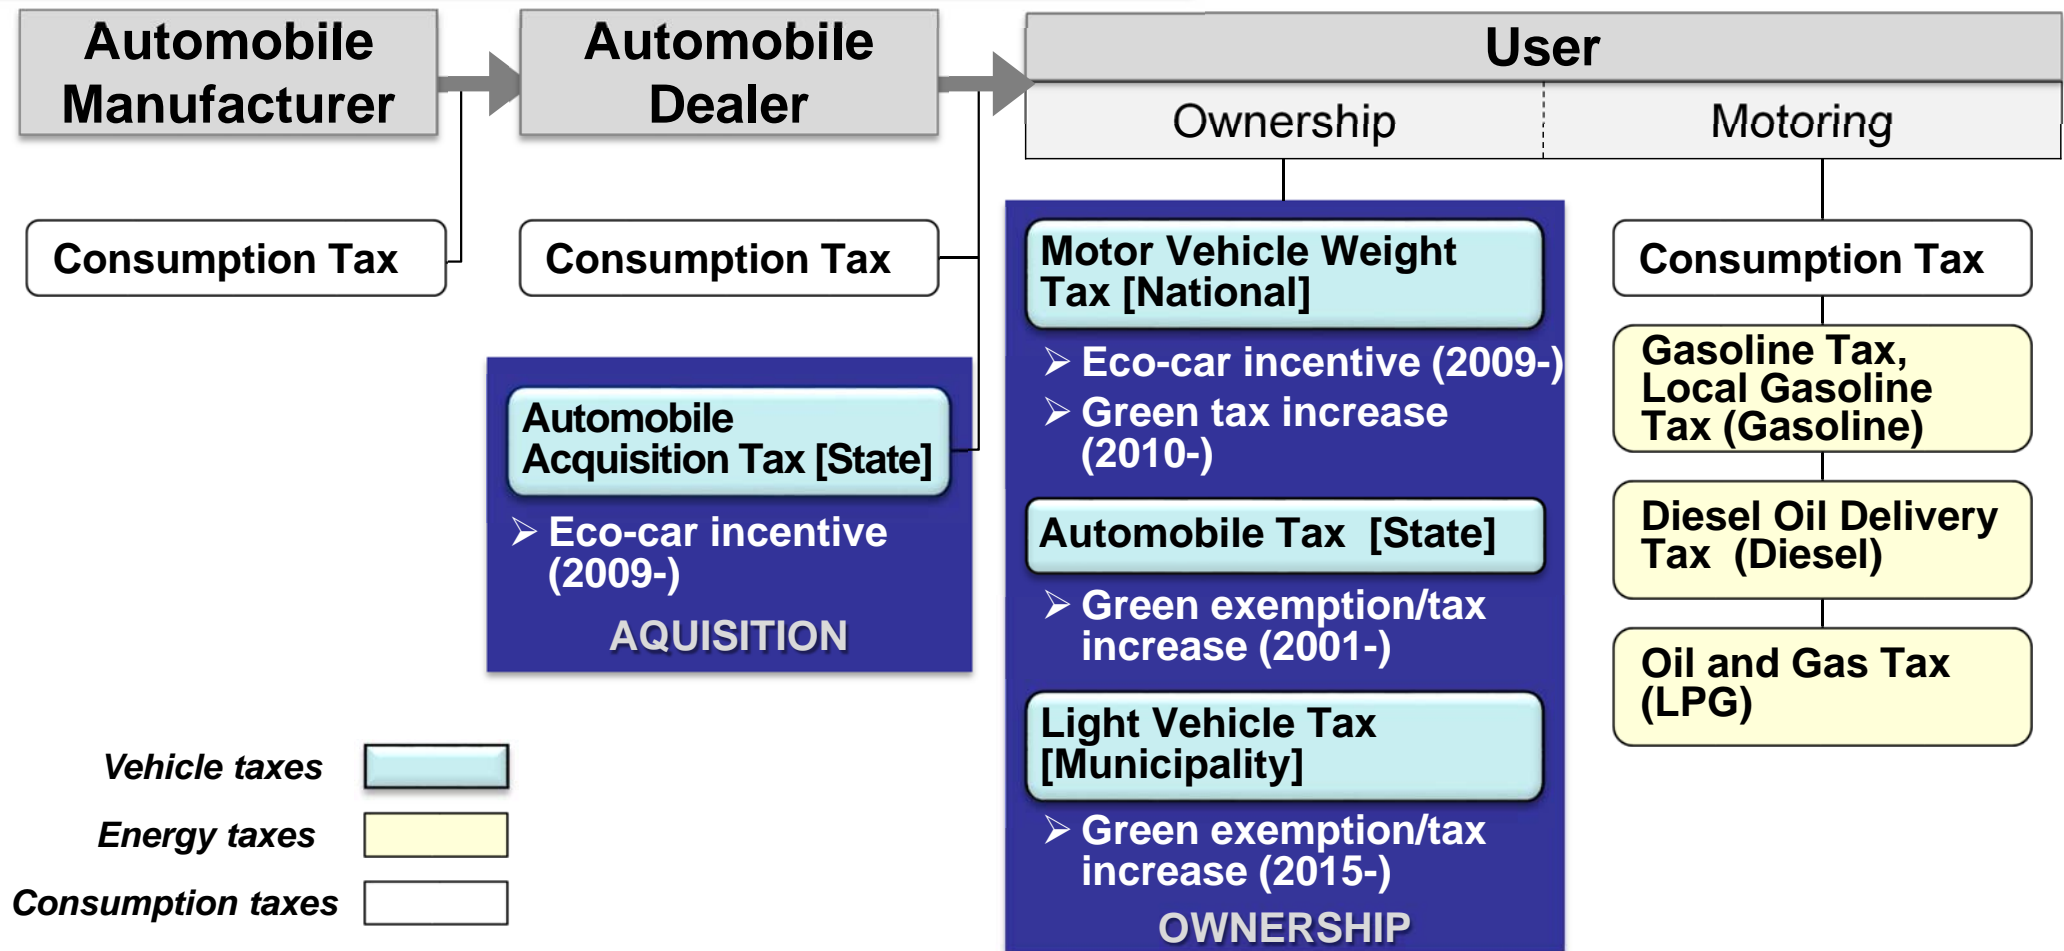 Automobile
Manufacturer
Automobile
Dealer
User
Ownership
Motoring
Consumption Tax
Consumption Tax
Automobile
Acquisition Tax [State]
➢ Eco-car incentive
(2009-)
AQUISITION
Motor Vehicle Weight
Tax [National]
➢ Eco-car incentive (2009-)
➢ Green tax increase
(2010-)
Automobile Tax [State]
➢ Green exemption/tax
increase (2001-)
Light Vehicle Tax
[Municipality]
➢ Green exemption/tax
increase (2015-)
OWNERSHIP
Consumption Tax
Gasoline Tax,
Local Gasoline
Tax (Gasoline)
Diesel Oil Delivery
Tax (Diesel)
Oil and Gas Tax
(LPG)
Vehicle taxes
Energy taxes
Consumption taxes